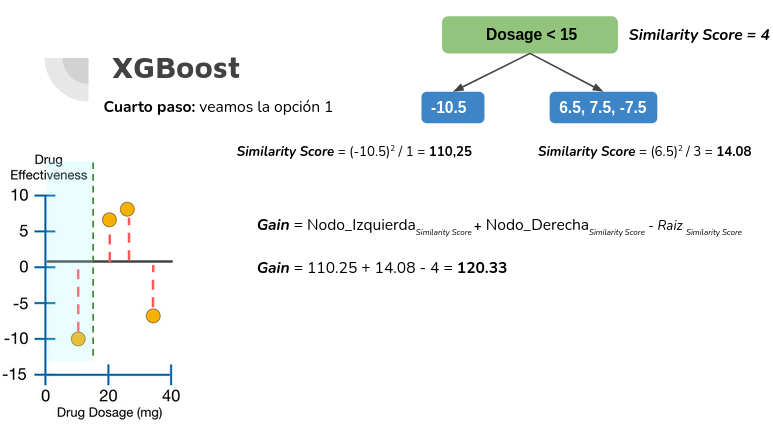 Dosage < 15
Similarity Score = 4
XGBoost
Cuarto paso: veamos la opción 1
-10.5
6.5, 7.5, -7.5
Similarity Score = (-10.5)² / 1 = 110,25
Similarity Score = (6.5)² / 3 = 14.08
Gain = Nodo_Izquierda Similarity Score + Nodo_Derecha Similarity Score - Raiz Similarity Score
Gain = 110.25 + 14.08 - 4 = 120.33
Drug
Effectiveness
10
5
0
-5
-10
-15
0 20 40
Drug Dosage (mg)